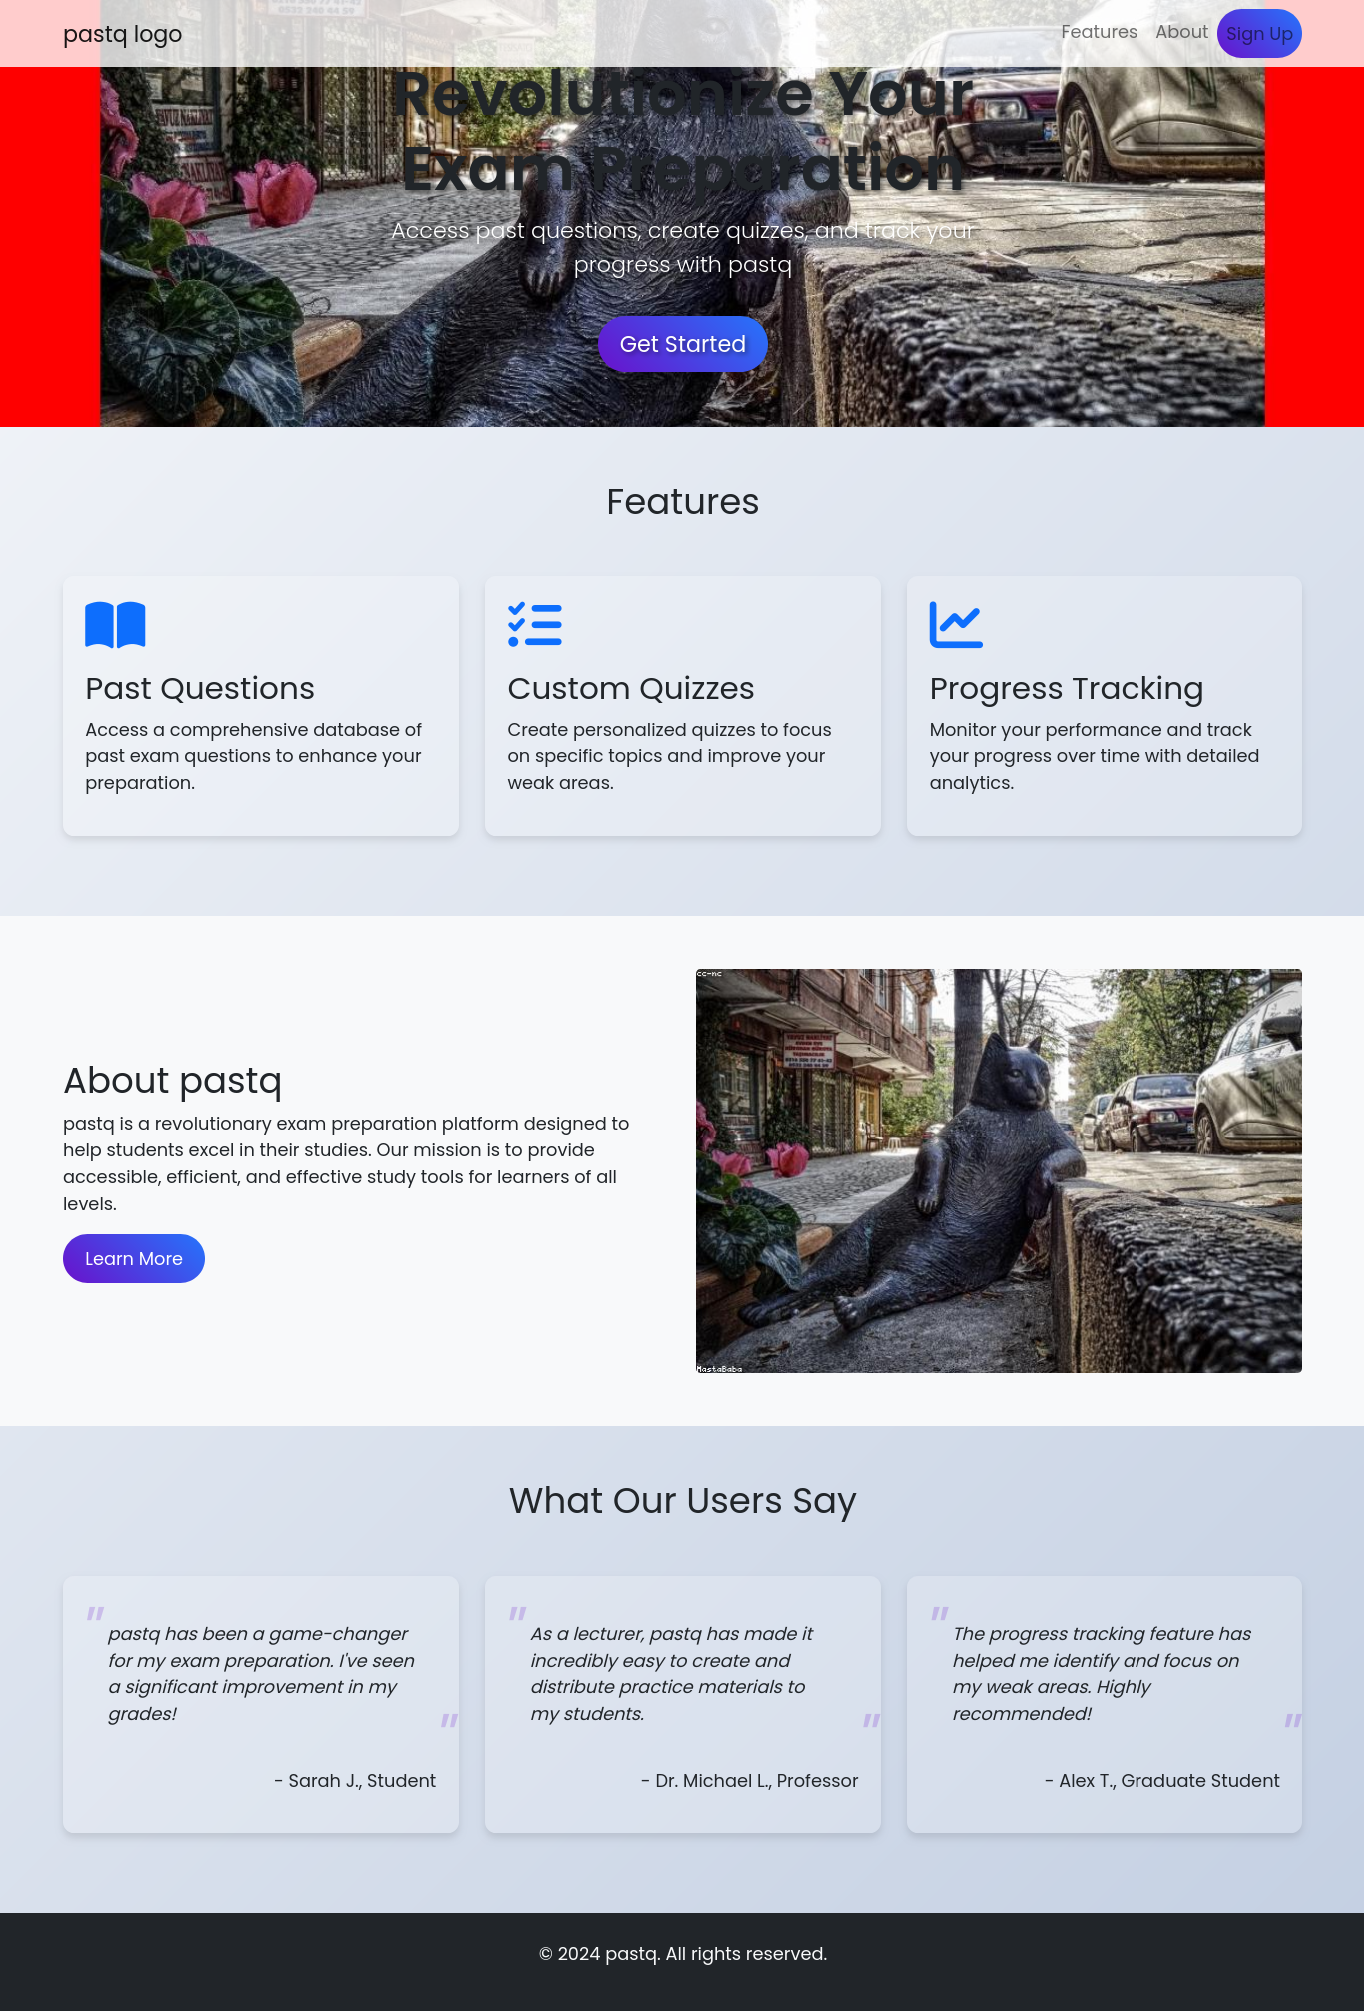 pastq logo
Features
About
Sign Up
Revolutionize Your
Exam Preparation
Access past questions, create quizzes, and track your
progress with pastq
Get Started
Features
Past Questions
Access a comprehensive database of
past exam questions to enhance your
preparation.
Custom Quizzes
Create personalized quizzes to focus
on specific topics and improve your
weak areas.
Progress Tracking
Monitor your performance and track
your progress over time with detailed
analytics.
About pastq
pastq is a revolutionary exam preparation platform designed to
help students excel in their studies. Our mission is to provide
accessible, efficient, and effective study tools for learners of all
levels.
Learn More
cc-nc
MastaBaba
What Our Users Say
"
pastq has been a game-changer
for my exam preparation. I've seen
a significant improvement in my
grades!
"
- Sarah J., Student
"
As a lecturer, pastq has made it
incredibly easy to create and
distribute practice materials to
my students.
"
- Dr. Michael L., Professor
"
The progress tracking feature has
helped me identify and focus on
my weak areas. Highly
recommended!
"
- Alex T., Graduate Student
© 2024 pastq. All rights reserved.